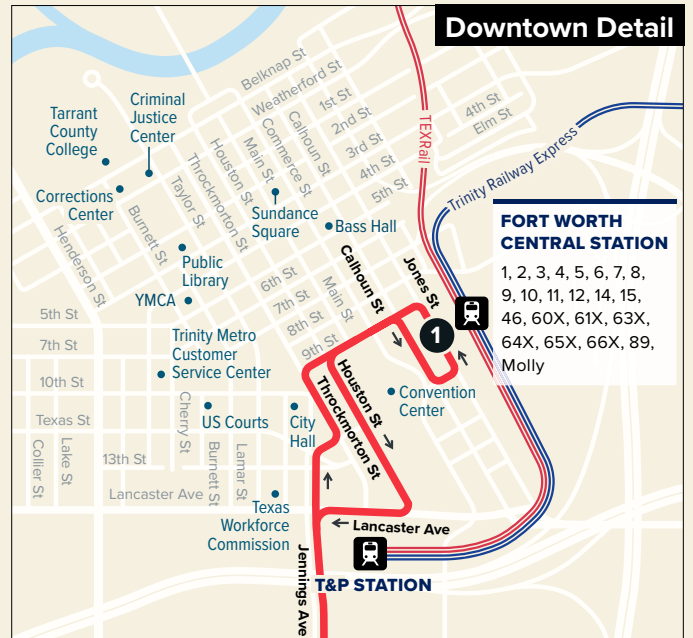 Downtown Detail
Belknap St
Weatherford St
1st St
2nd St
3rd St
4th St
5th St
4th St
Elm St
TEXRail
Trinity Railway Express
Tarrant
County
College
Criminal
Justice
Center
Corrections
Center
Houston St
Main St
Commerce St
Calhoun St
Throckmorton St
Taylor St
Burnett St
Henderson St
Sundance
Square
Bass Hall
Public
Library
YMCA
FORT WORTH
CENTRAL STATION
1, 2, 3, 4, 5, 6, 7, 8,
9, 10, 11, 12, 14, 15,
46, 60X, 61X, 63X,
64X, 65X, 66X, 89,
Molly
Calhoun St
Jones St
6th St
7th St
8th St
9th St
Main St
1
5th St
7th St
10th St
Texas St
13th St
Lancaster Ave
Trinity Metro
Customer
Service Center
Houston St
Throckmorton St
Convention
Center
US Courts
City
Hall
Cherry St
Burnett St
Lamar St
Collier St
Lake St
Texas
Workforce
Commission
Lancaster Ave
Jennings Ave
T&P STATION